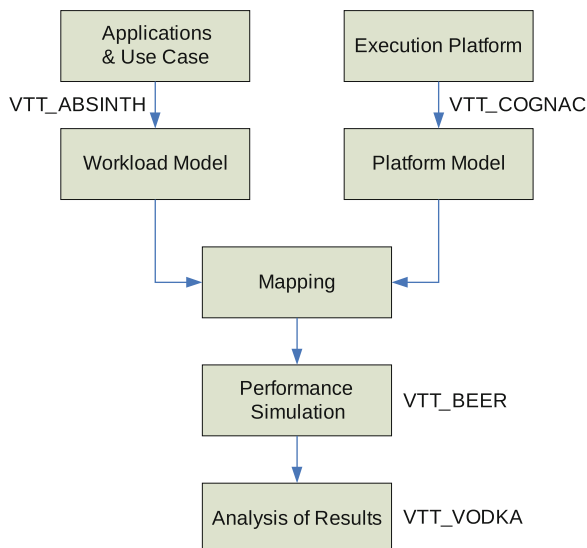 Applications
& Use Case
Execution Platform
VTT_ABSINTH
VTT_COGNAC
Workload Model
Platform Model
Mapping
Performance
Simulation
VTT_BEER
Analysis of Results
VTT_VODKA